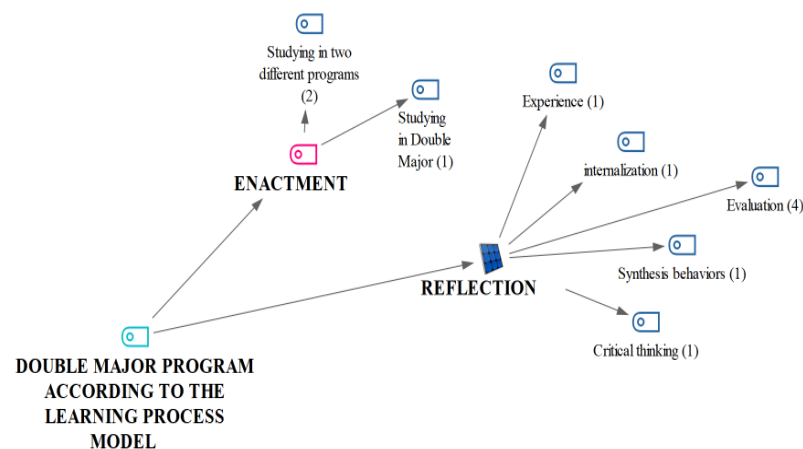 Studying in two
different programs
(2)
Studying
in Double
Major (1)
ENACTMENT
Experience (1)
internalization (1)
Evaluation (4)
Synthesis behaviors (1)
REFLECTION
Critical thinking (1)
DOUBLE MAJOR PROGRAM
ACCORDING TO THE
LEARNING PROCESS
MODEL